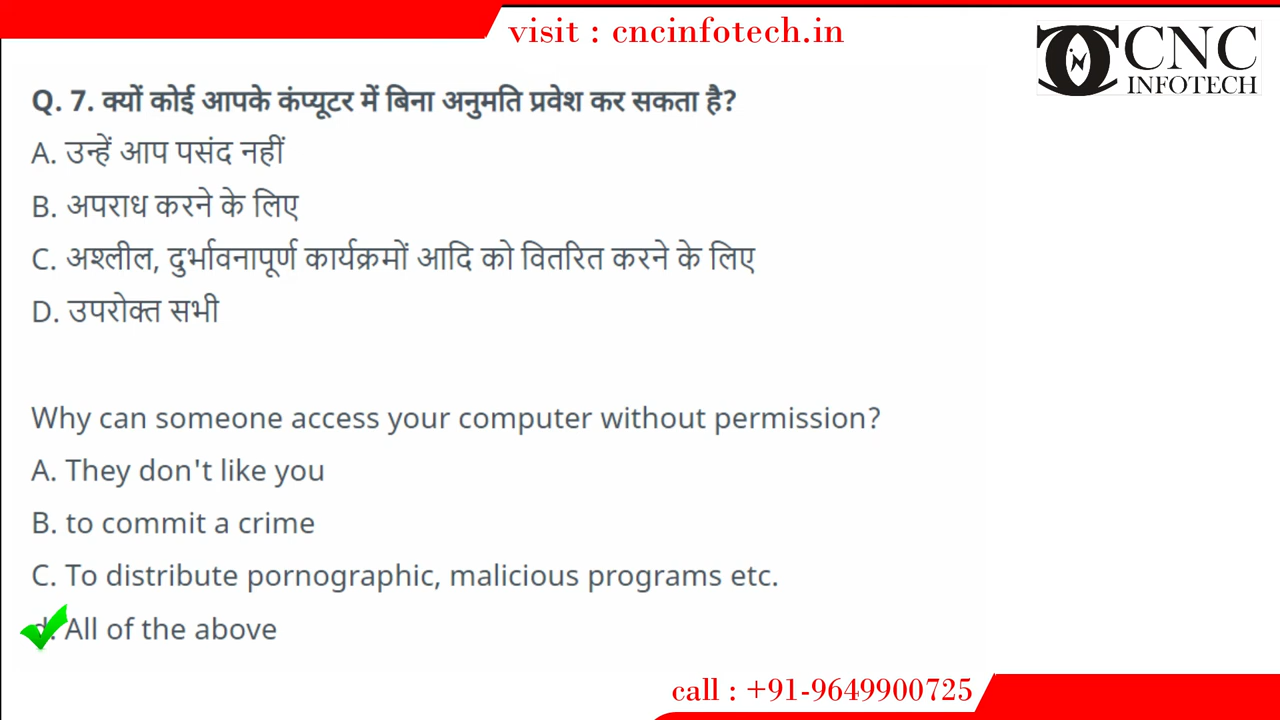 visit : cncinfotech.in
CNC
INFOTECH
Q. 7. क्यों कोई आपके कंप्यूटर में बिना अनुमति प्रवेश कर सकता है?
A. उन्हें आप पसंद नहीं
B. अपराध करने के लिए
C. अश्लील, दुर्भावनापूर्ण कार्यक्रमों आदि को वितरित करने के लिए
D. उपरोक्त सभी
Why can someone access your computer without permission?
A. They don't like you
B. to commit a crime
C. To distribute pornographic, malicious programs etc.
d. All of the above
call : +91-9649900725